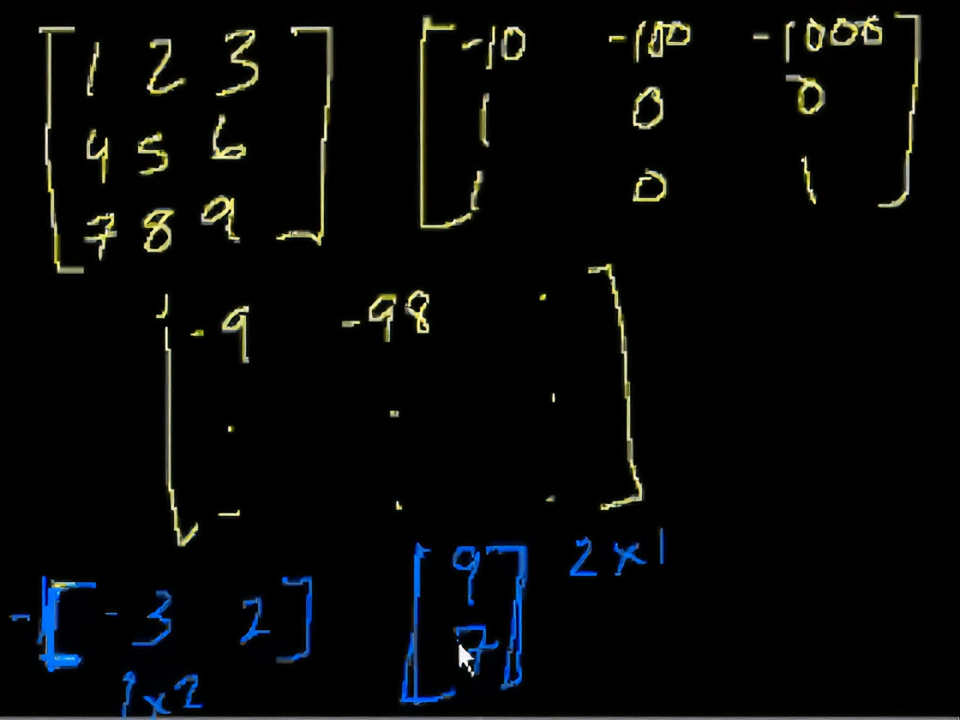 1 2 3 -10 -100 -1000
4 5 6 1 0 0
7 8 9 1 0 1
-9 -98
-[-3 2] [9 2x1
7]
1x2